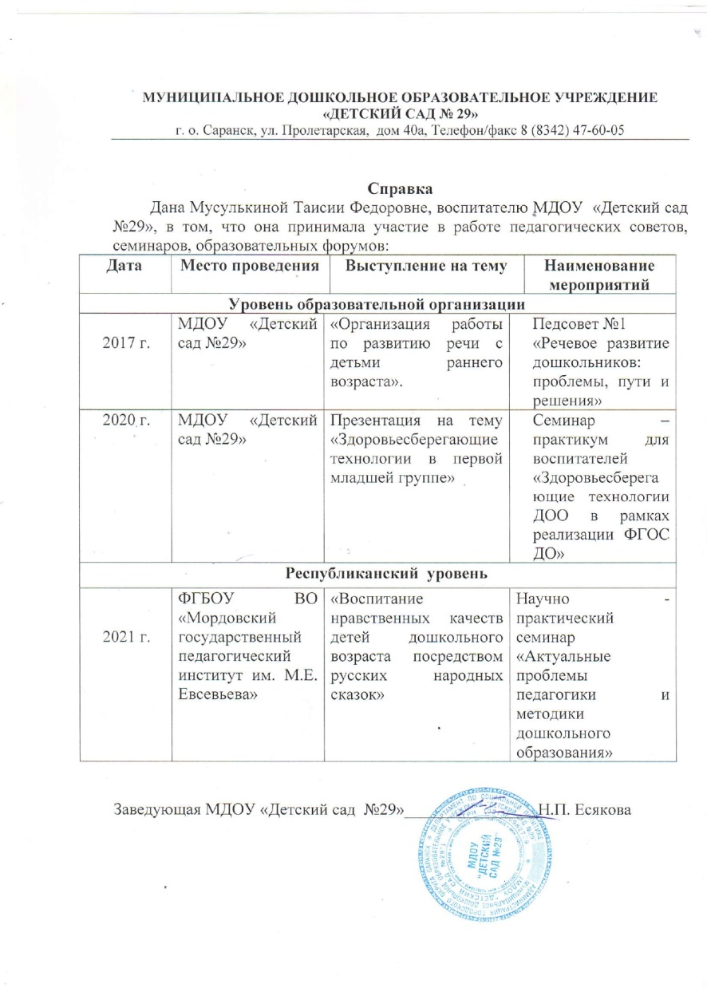 МУНИЦИПАЛЬНОЕ ДОШКОЛЬНОЕ ОБРАЗОВАТЕЛЬНОЕ УЧРЕЖДЕНИЕ
«ДЕТСКИЙ САД № 29»
г. о. Саранск, ул. Пролетарская, дом 40а, Телефон/факс 8 (8342) 47-60-05
Справка
Дана Мусулькиной Таисии Федоровне, воспитателю МДОУ «Детский сад
№29», в том, что она принимала участие в работе педагогических советов,
семинаров, образовательных форумов:
Дата
Место проведения
Выступление на тему
Наименование
мероприятий
Уровень образовательной организации
2017 г.
МДОУ «Детский
сад №29»
«Организация работы
по развитию речи с
детьми раннего
возраста».
Педсовет №1
«Речевое развитие
дошкольников:
проблемы, пути и
решения»
2020 г.
МДОУ «Детский
сад №29»
Презентация на тему
«Здоровьесберегающие
технологии в первой
младшей группе»
Семинар –
практикум для
воспитателей
«Здоровьесберега
ющие технологии
ДОО в рамках
реализации ФГОС
ДО»
Республиканский уровень
2021 г.
ФГБОУ ВО
«Мордовский
государственный
педагогический
институт им. М.Е.
Евсевьева»
«Воспитание
нравственных качеств
детей дошкольного
возраста посредством
русских народных
сказок»
Научно -
практический
семинар
«Актуальные
проблемы
педагогики и
методики
дошкольного
образования»
Заведующая МДОУ «Детский сад №29» Н.П. Есякова
МДОУ
"ДЕТСКИЙ
САД №29"